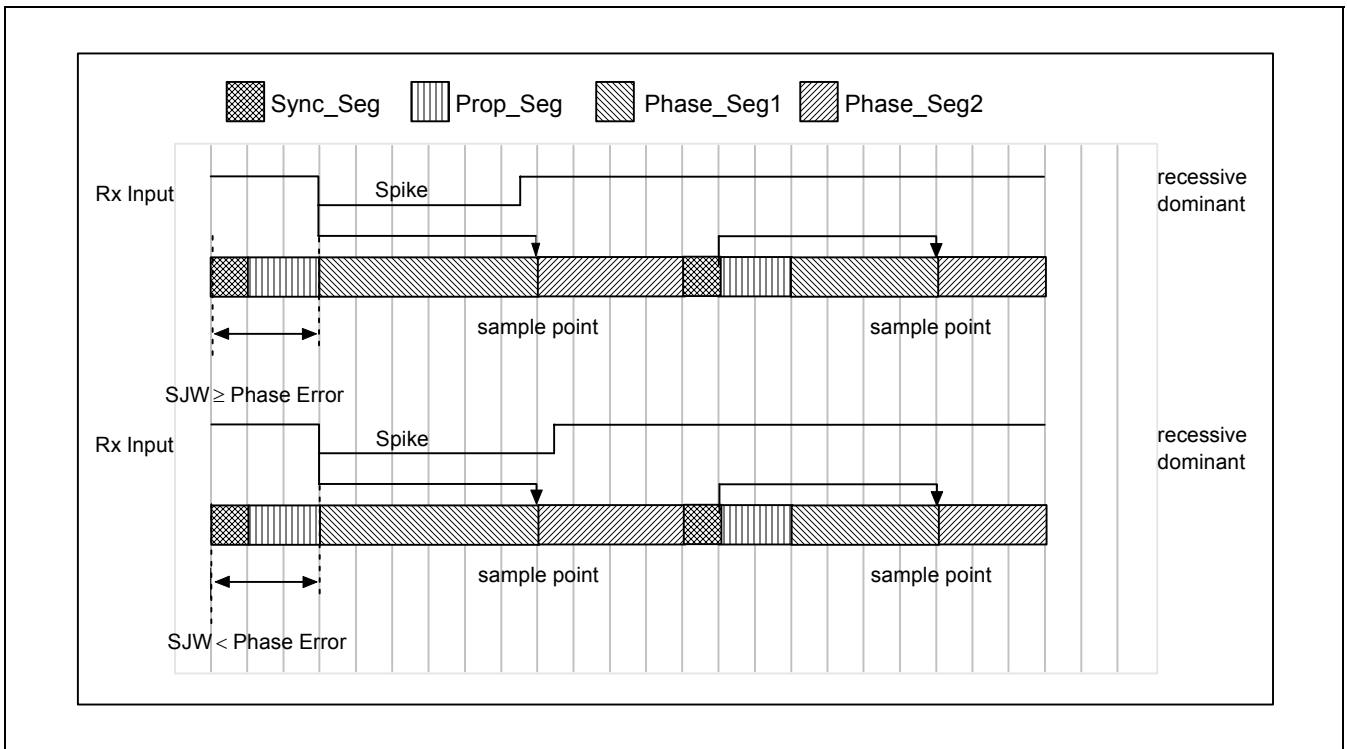 Sync_Seg Prop_Seg Phase_Seg1 Phase_Seg2
Rx Input
Spike
recessive
dominant
sample point
sample point
SJW ≥ Phase Error
Rx Input
Spike
recessive
dominant
sample point
sample point
SJW < Phase Error